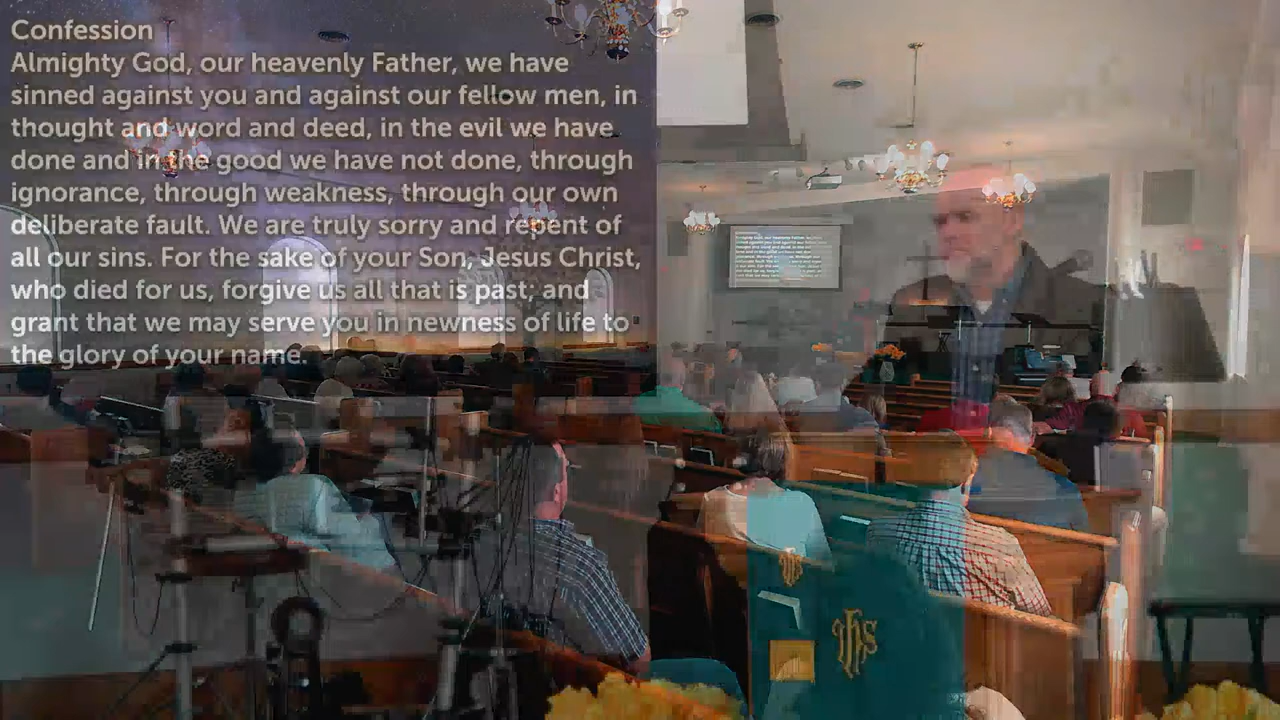 Confession
Almighty God, our heavenly Father, we have
sinned against you and against our fellow men, in
thought and word and deed, in the evil we have
done and in the good we have not done, through
ignorance, through weakness, through our own
deliberate fault. We are truly sorry and repent of
all our sins. For the sake of your Son, Jesus Christ,
who died for us, forgive us all that is past; and
grant that we may serve you in newness of life to
the glory of your name.
IHS